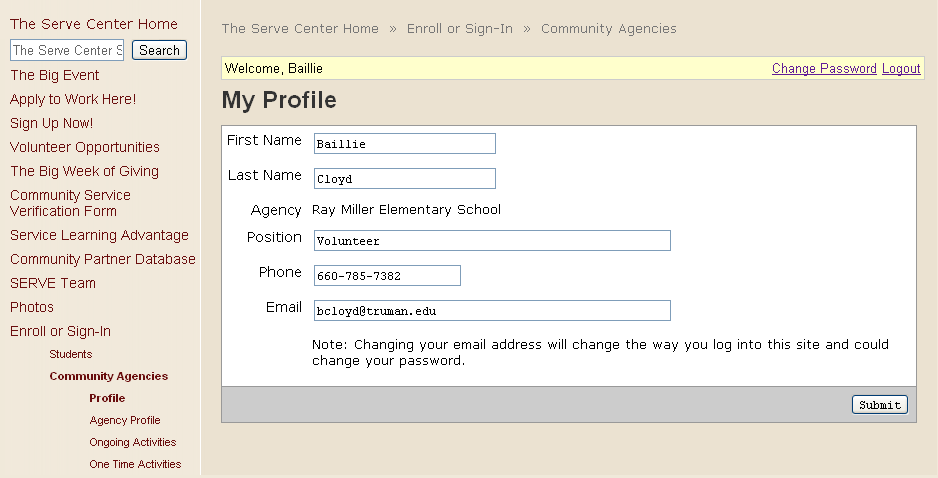 The Serve Center Home
The Serve Center S
Search
The Big Event
Apply to Work Here!
Sign Up Now!
Volunteer Opportunities
The Big Week of Giving
Community Service
Verification Form
Service Learning Advantage
Community Partner Database
SERVE Team
Photos
Enroll or Sign-In
Students
Community Agencies
Profile
Agency Profile
Ongoing Activities
One Time Activities
The Serve Center Home » Enroll or Sign-In » Community Agencies
Welcome, Baillie Change Password Logout
My Profile
First Name Baillie
Last Name Cloyd
Agency Ray Miller Elementary School
Position Volunteer
Phone 660-785-7382
Email bcloyd@truman.edu
Note: Changing your email address will change the way you log into this site and could
change your password.
Submit